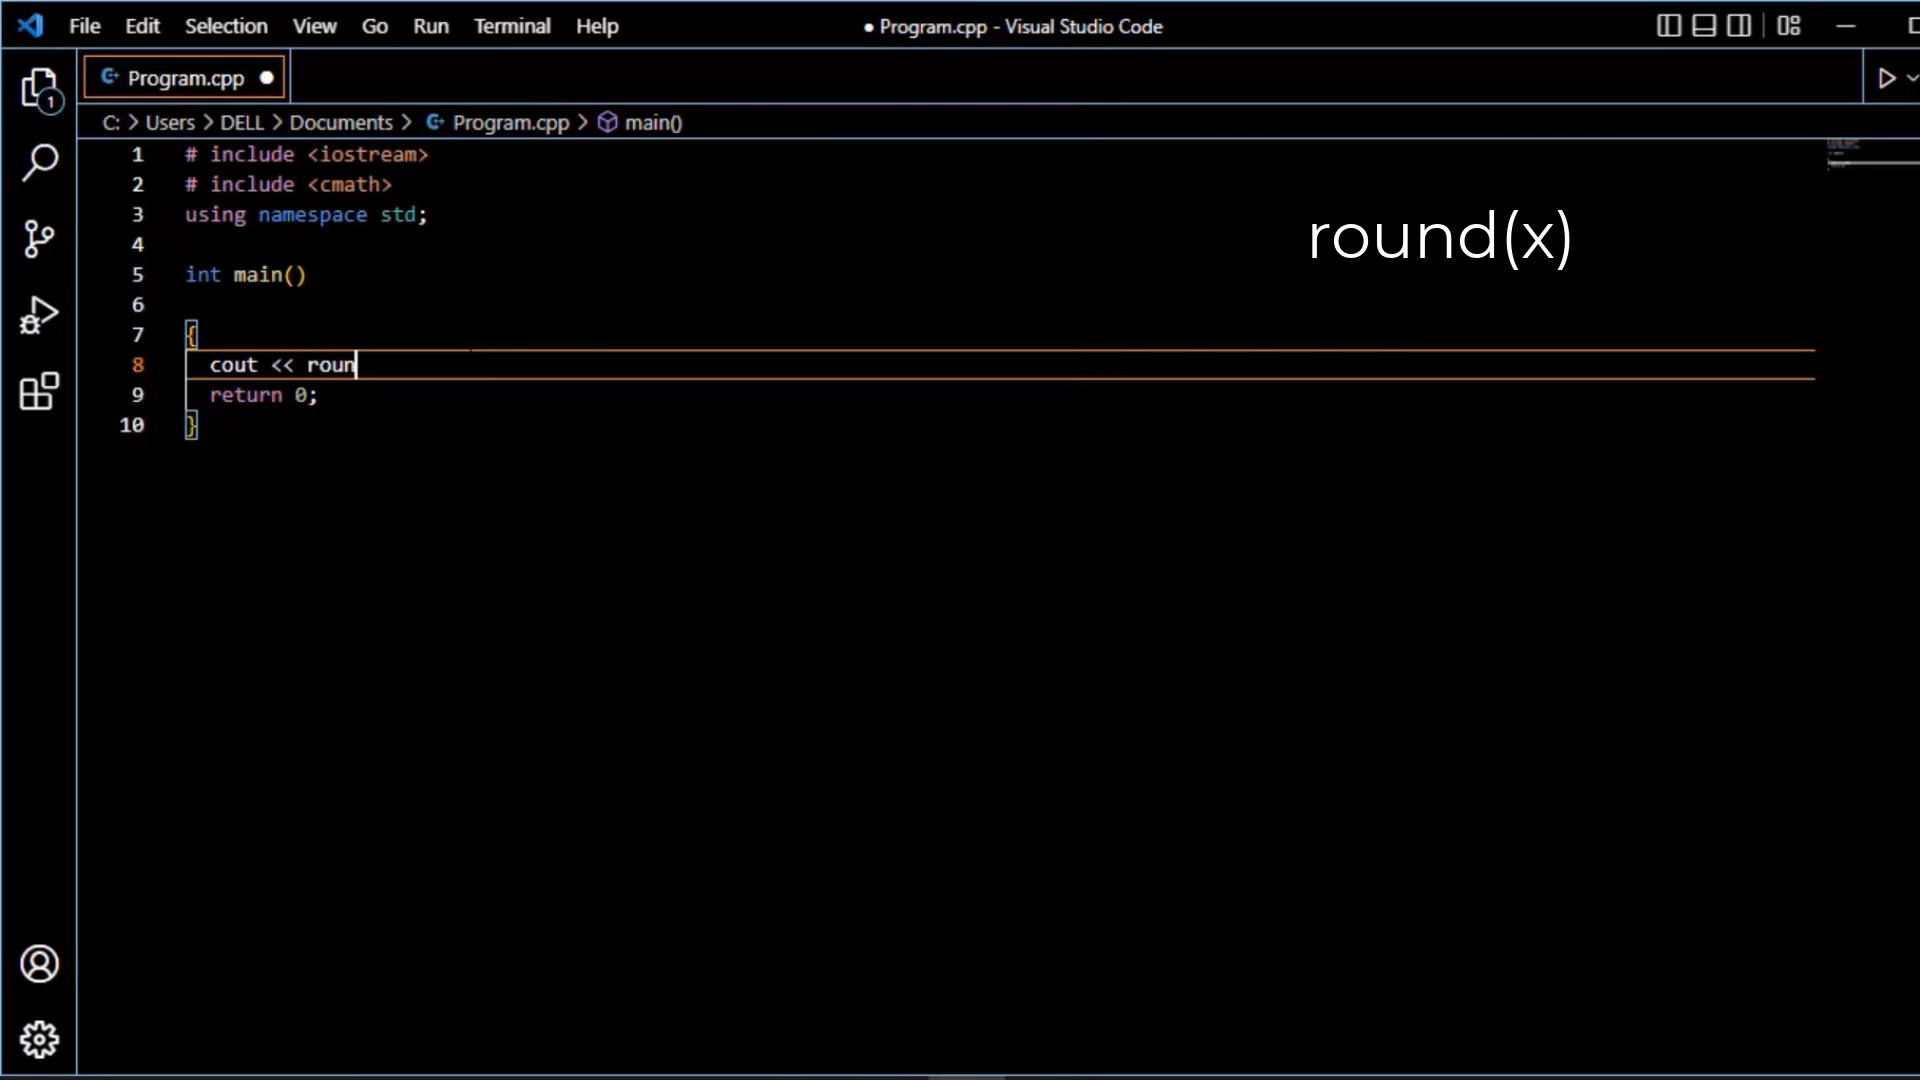 File Edit Selection View Go Run Terminal Help
● Program.cpp - Visual Studio Code
Program.cpp ●
1
C: > Users > DELL > Documents > Program.cpp > main()
1 # include <iostream>
2 # include <cmath>
3 using namespace std;
4
5 int main()
6
7 {
8 cout << roun
9 return 0;
10 }
round(x)